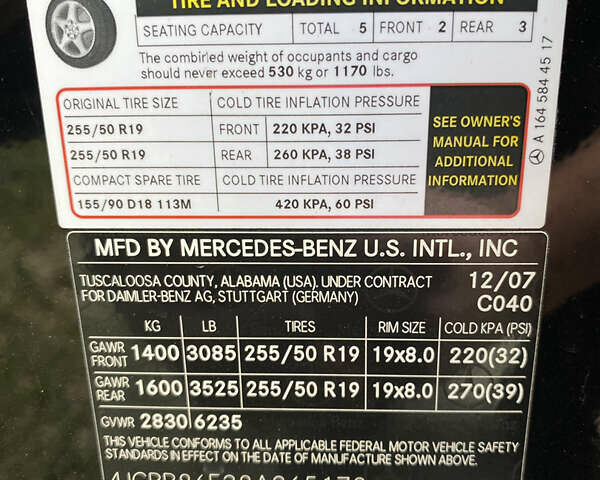 TIRE AND LOADING INFORMATION
SEATING CAPACITY TOTAL 5 FRONT 2 REAR 3
The combined weight of occupants and cargo
should never exceed 530 kg or 1170 lbs.
ORIGINAL TIRE SIZE COLD TIRE INFLATION PRESSURE
255/50 R19 FRONT 220 KPA, 32 PSI
255/50 R19 REAR 260 KPA, 38 PSI
COMPACT SPARE TIRE COLD TIRE INFLATION PRESSURE
155/90 D18 113M 420 KPA, 60 PSI
SEE OWNER'S
MANUAL FOR
ADDITIONAL
INFORMATION
A 164 584 45 17
MFD BY MERCEDES-BENZ U.S. INTL., INC
TUSCALOOSA COUNTY, ALABAMA (USA). UNDER CONTRACT 12/07
FOR DAIMLER-BENZ AG, STUTTGART (GERMANY) C040
KG LB TIRES RIM SIZE COLD KPA (PSI)
GAWR FRONT 1400 3085 255/50 R19 19x8.0 220(32)
GAWR REAR 1600 3525 255/50 R19 19x8.0 270(39)
GVWR 2830 6235
THIS VEHICLE CONFORMS TO ALL APPLICABLE FEDERAL MOTOR VEHICLE SAFETY
STANDARDS IN EFFECT ON THE DATE OF MANUFACTURE SHOWN ABOVE.